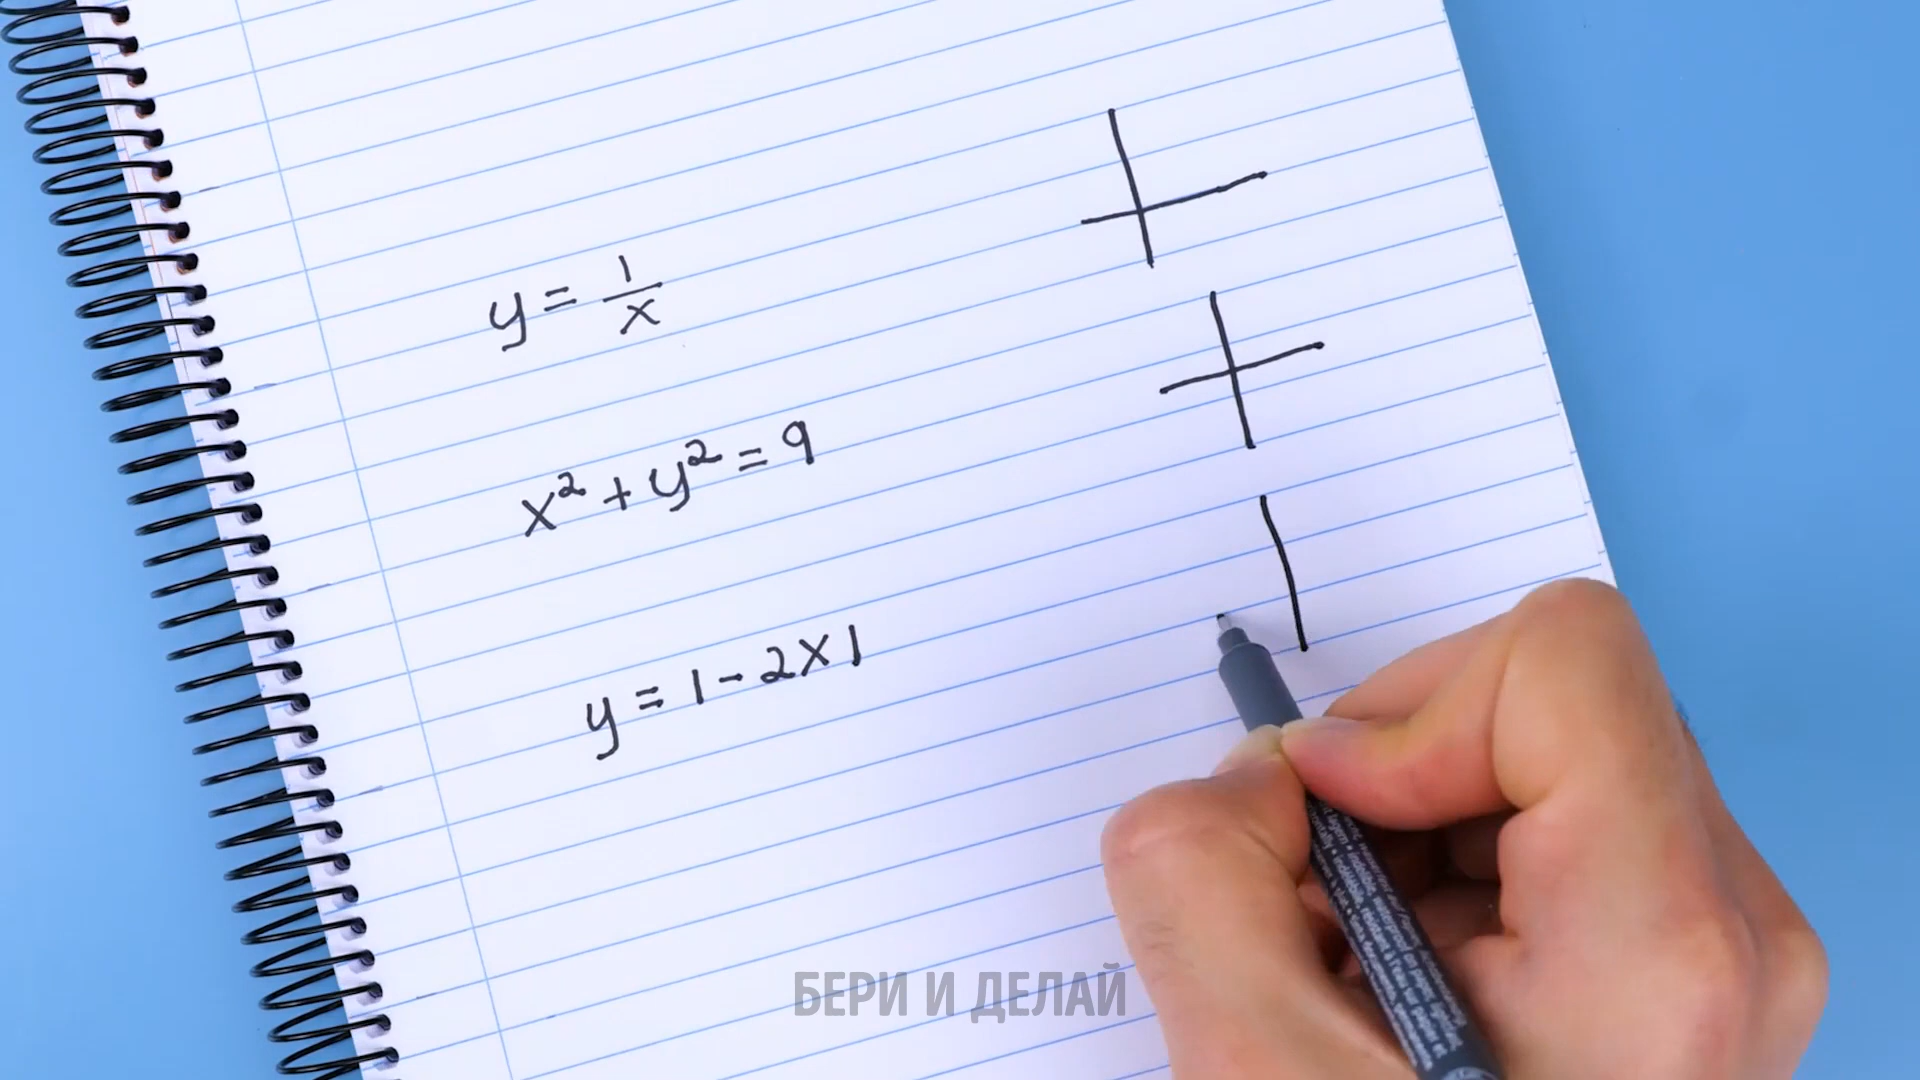 y = 1/x
x² + y² = 9
y = 1 - 2x1
БЕРИ И ДЕЛАЙ